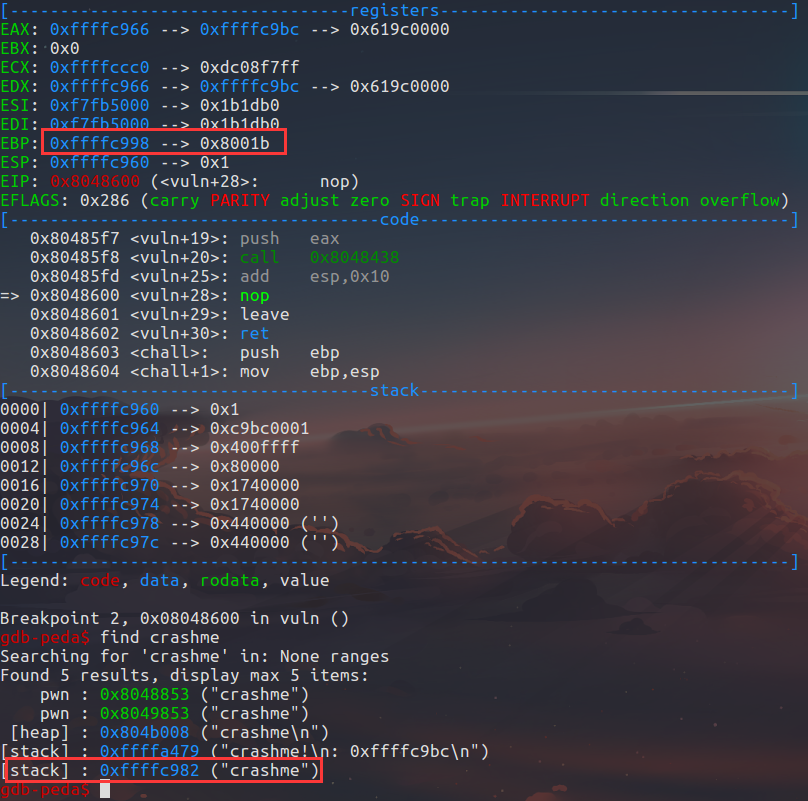 [----------------------------------registers-----------------------------------]
EAX: 0xffffc966 --> 0xffffc9bc --> 0x619c0000
EBX: 0x0
ECX: 0xffffccc0 --> 0xdc08f7ff
EDX: 0xffffc966 --> 0xffffc9bc --> 0x619c0000
ESI: 0xf7fb5000 --> 0x1b1db0
EDI: 0xf7fb5000 --> 0x1b1db0
EBP: 0xffffc998 --> 0x8001b
ESP: 0xffffc960 --> 0x1
EIP: 0x8048600 (<vuln+28>: nop)
EFLAGS: 0x286 (carry PARITY adjust zero SIGN trap INTERRUPT direction overflow)
[-------------------------------------code-------------------------------------]
0x80485f7 <vuln+19>: push eax
0x80485f8 <vuln+20>: call 0x8048438
0x80485fd <vuln+25>: add esp,0x10
=> 0x8048600 <vuln+28>: nop
0x8048601 <vuln+29>: leave
0x8048602 <vuln+30>: ret
0x8048603 <chall>: push ebp
0x8048604 <chall+1>: mov ebp,esp
[------------------------------------stack-------------------------------------]
0000| 0xffffc960 --> 0x1
0004| 0xffffc964 --> 0xc9bc0001
0008| 0xffffc968 --> 0x400ffff
0012| 0xffffc96c --> 0x80000
0016| 0xffffc970 --> 0x1740000
0020| 0xffffc974 --> 0x1740000
0024| 0xffffc978 --> 0x440000 ('')
0028| 0xffffc97c --> 0x440000 ('')
[------------------------------------------------------------------------------]
Legend: code, data, rodata, value
Breakpoint 2, 0x08048600 in vuln ()
gdb-peda$ find crashme
Searching for 'crashme' in: None ranges
Found 5 results, display max 5 items:
pwn : 0x8048853 ("crashme")
pwn : 0x8049853 ("crashme")
[heap] : 0x804b008 ("crashme\n")
[stack] : 0xffffa479 ("crashme!\n: 0xffffc9bc\n")
[stack] : 0xffffc982 ("crashme")
gdb-peda$